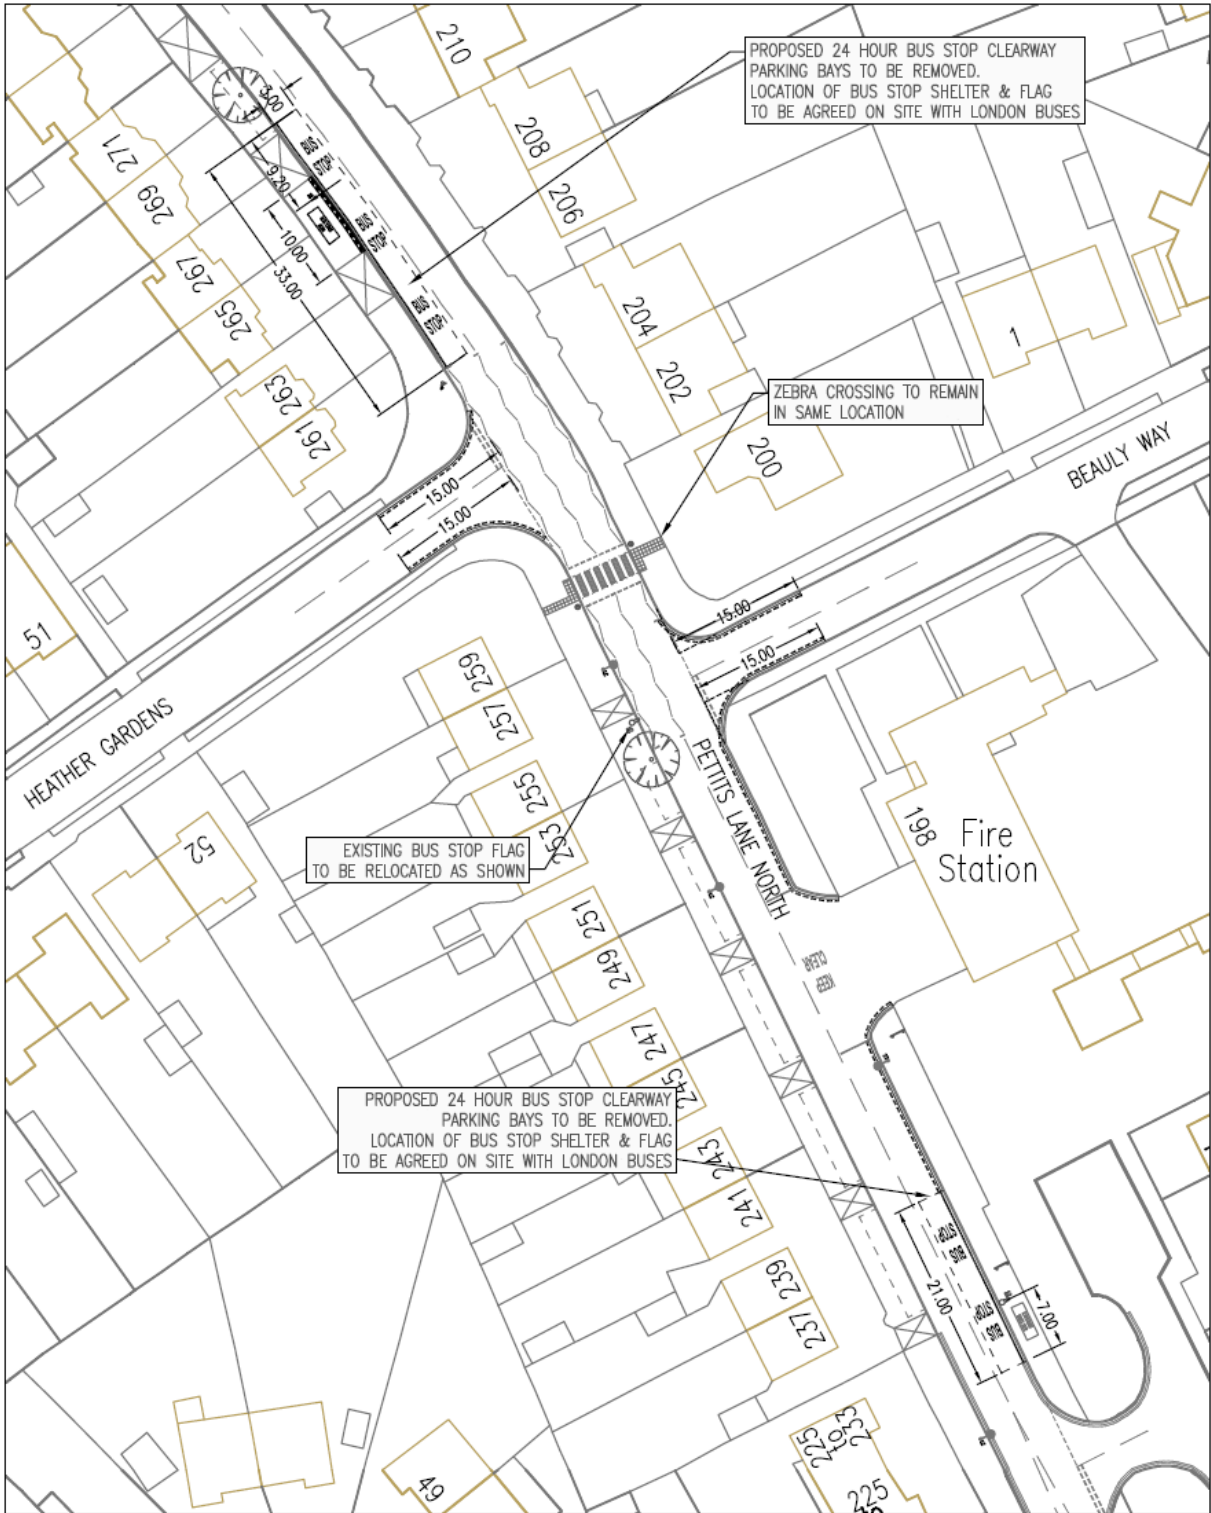 210
PROPOSED 24 HOUR BUS STOP CLEARWAY
PARKING BAYS TO BE REMOVED.
LOCATION OF BUS STOP SHELTER & FLAG
TO BE AGREED ON SITE WITH LONDON BUSES
3.00
208
206
271
269
267
265
263
261
9.20
10.00
33.00
BUS STOP
BUS STOP
BUS STOP
204
202
200
1
ZEBRA CROSSING TO REMAIN
IN SAME LOCATION
BEAULY WAY
15.00
15.00
15.00
15.00
51
HEATHER GARDENS
259
257
255
253
52
EXISTING BUS STOP FLAG
TO BE RELOCATED AS SHOWN
PETTITS LANE NORTH
198
Fire
Station
251
249
KEEP
CLEAR
247
245
PROPOSED 24 HOUR BUS STOP CLEARWAY
PARKING BAYS TO BE REMOVED.
LOCATION OF BUS STOP SHELTER & FLAG
TO BE AGREED ON SITE WITH LONDON BUSES
243
241
BUS STOP
BUS STOP
21.00
7.00
239
237
225
to
233
225
49